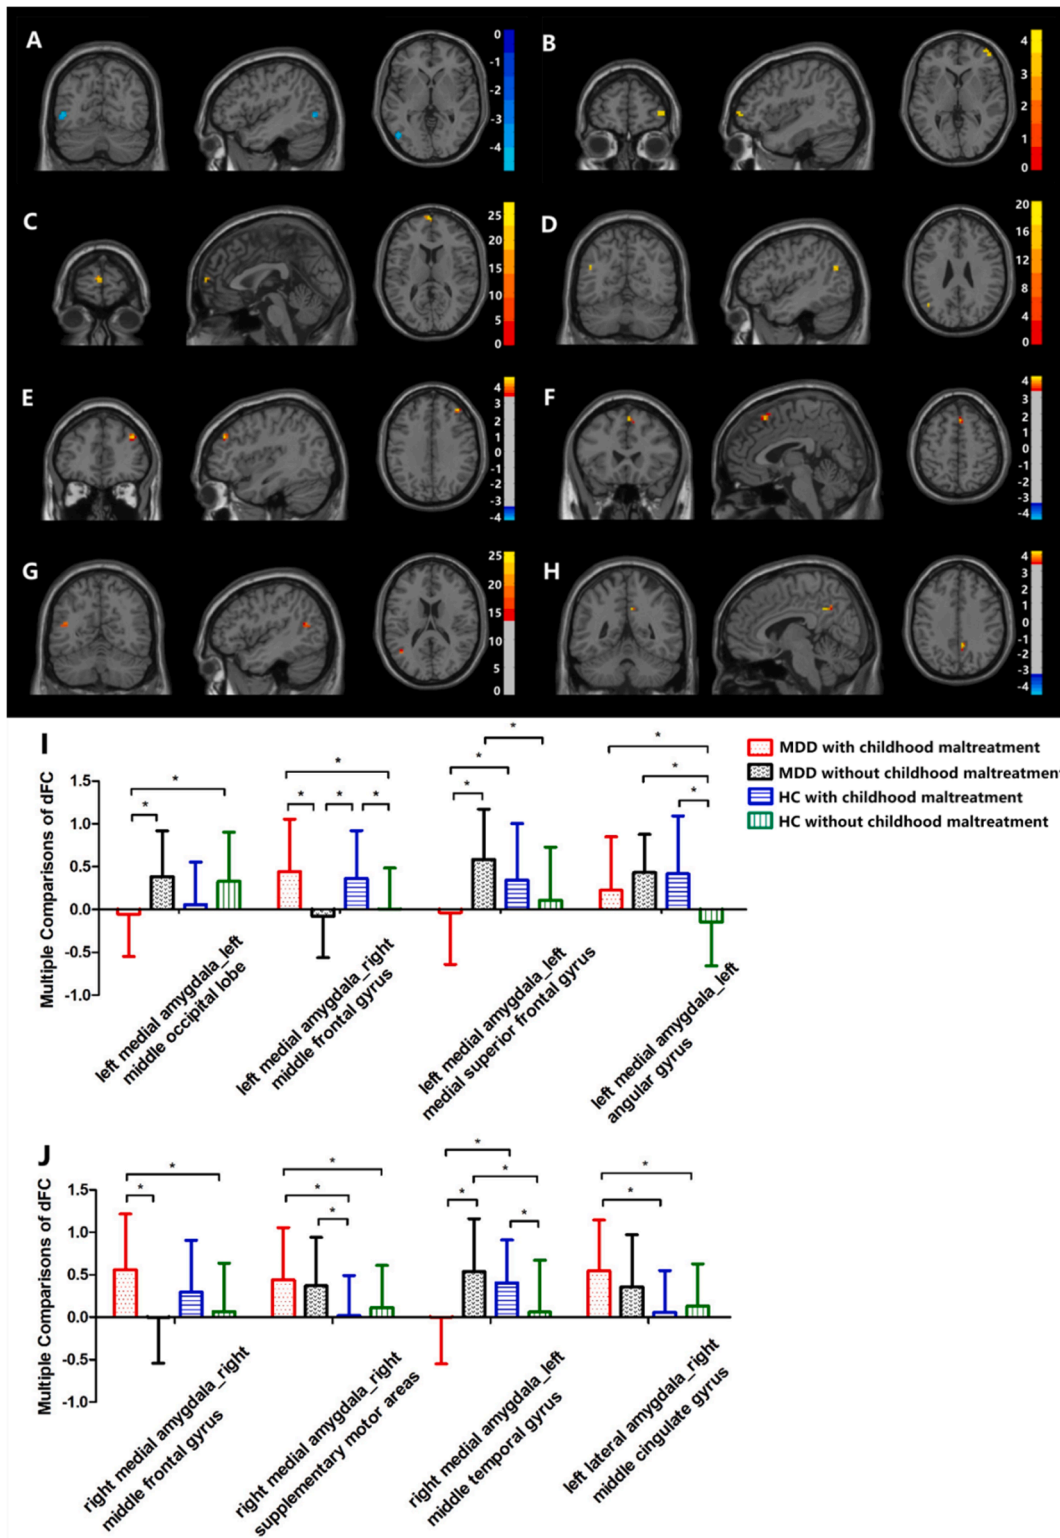 A
0
-1
-2
-3
-4
B
4
3
2
1
0
C
25
20
15
10
5
0
D
20
16
12
8
4
0
E
4
3
2
1
0
-1
-2
-3
-4
F
4
3
2
1
0
-1
-2
-3
-4
G
25
20
15
10
5
0
H
4
3
2
1
0
-1
-2
-3
-4
I
Multiple Comparisons of dFC
1.5
1.0
0.5
0.0
-0.5
-1.0
* * * * * * * * * * * *
left medial amygdala_left
middle occipital lobe
left medial amygdala_right
middle frontal gyrus
left medial amygdala_left
medial superior frontal gyrus
left medial amygdala_left
angular gyrus
MDD with childhood maltreatment
MDD without childhood maltreatment
HC with childhood maltreatment
HC without childhood maltreatment
J
Multiple Comparisons of dFC
1.5
1.0
0.5
0.0
-0.5
-1.0
* * * * * * * * * * *
right medial amygdala_right
middle frontal gyrus
right medial amygdala_right
supplementary motor areas
right medial amygdala_left
middle temporal gyrus
left lateral amygdala_right
middle cingulate gyrus